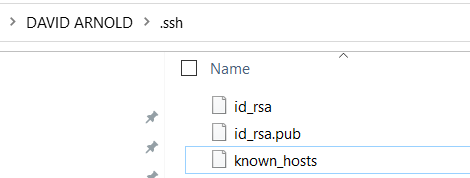 DAVID ARNOLD > .ssh
Name
id_rsa
id_rsa.pub
known_hosts